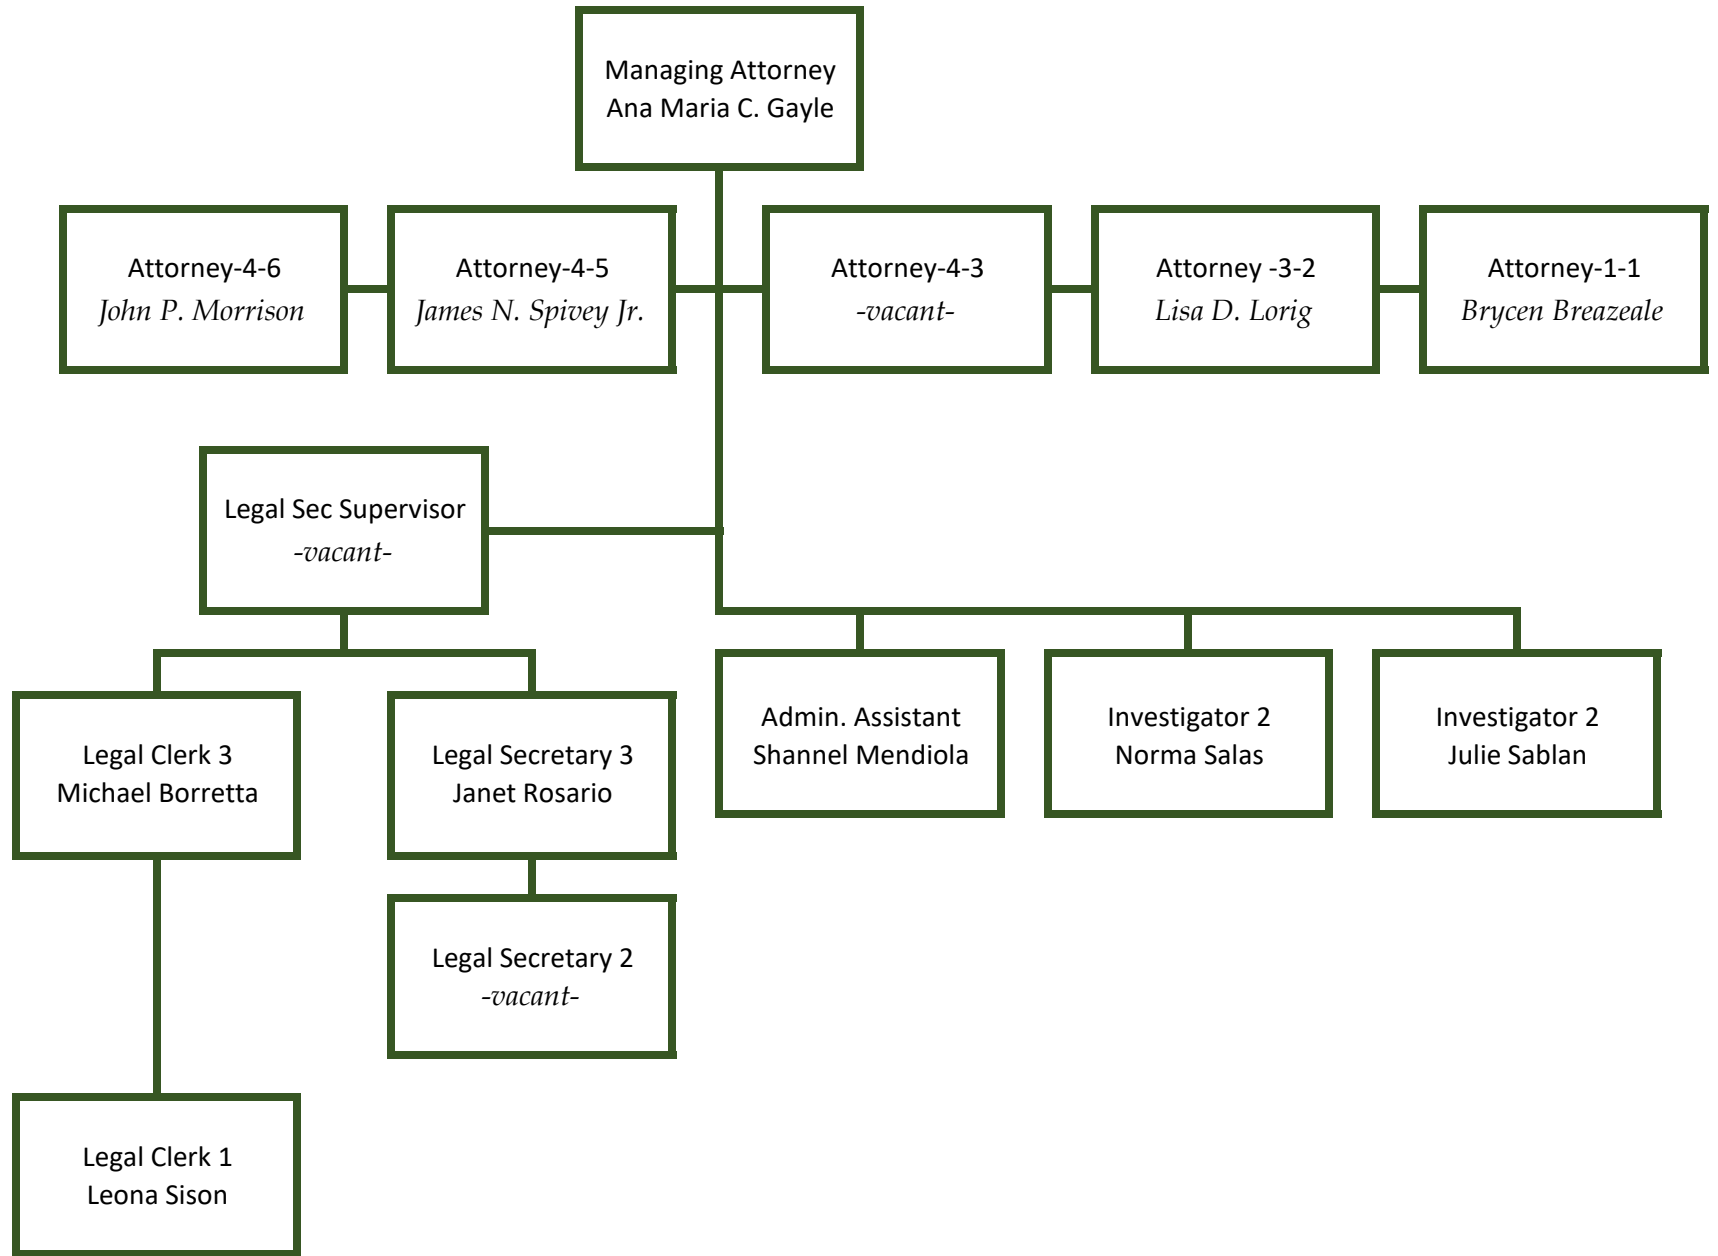 Managing Attorney
Ana Maria C. Gayle
Attorney-4-6
John P. Morrison
Attorney-4-5
James N. Spivey Jr.
Attorney-4-3
-vacant-
Attorney -3-2
Lisa D. Lorig
Attorney-1-1
Brycen Breazeale
Legal Sec Supervisor
-vacant-
Legal Clerk 3
Michael Borretta
Legal Secretary 3
Janet Rosario
Admin. Assistant
Shannel Mendiola
Investigator 2
Norma Salas
Investigator 2
Julie Sablan
Legal Secretary 2
-vacant-
Legal Clerk 1
Leona Sison